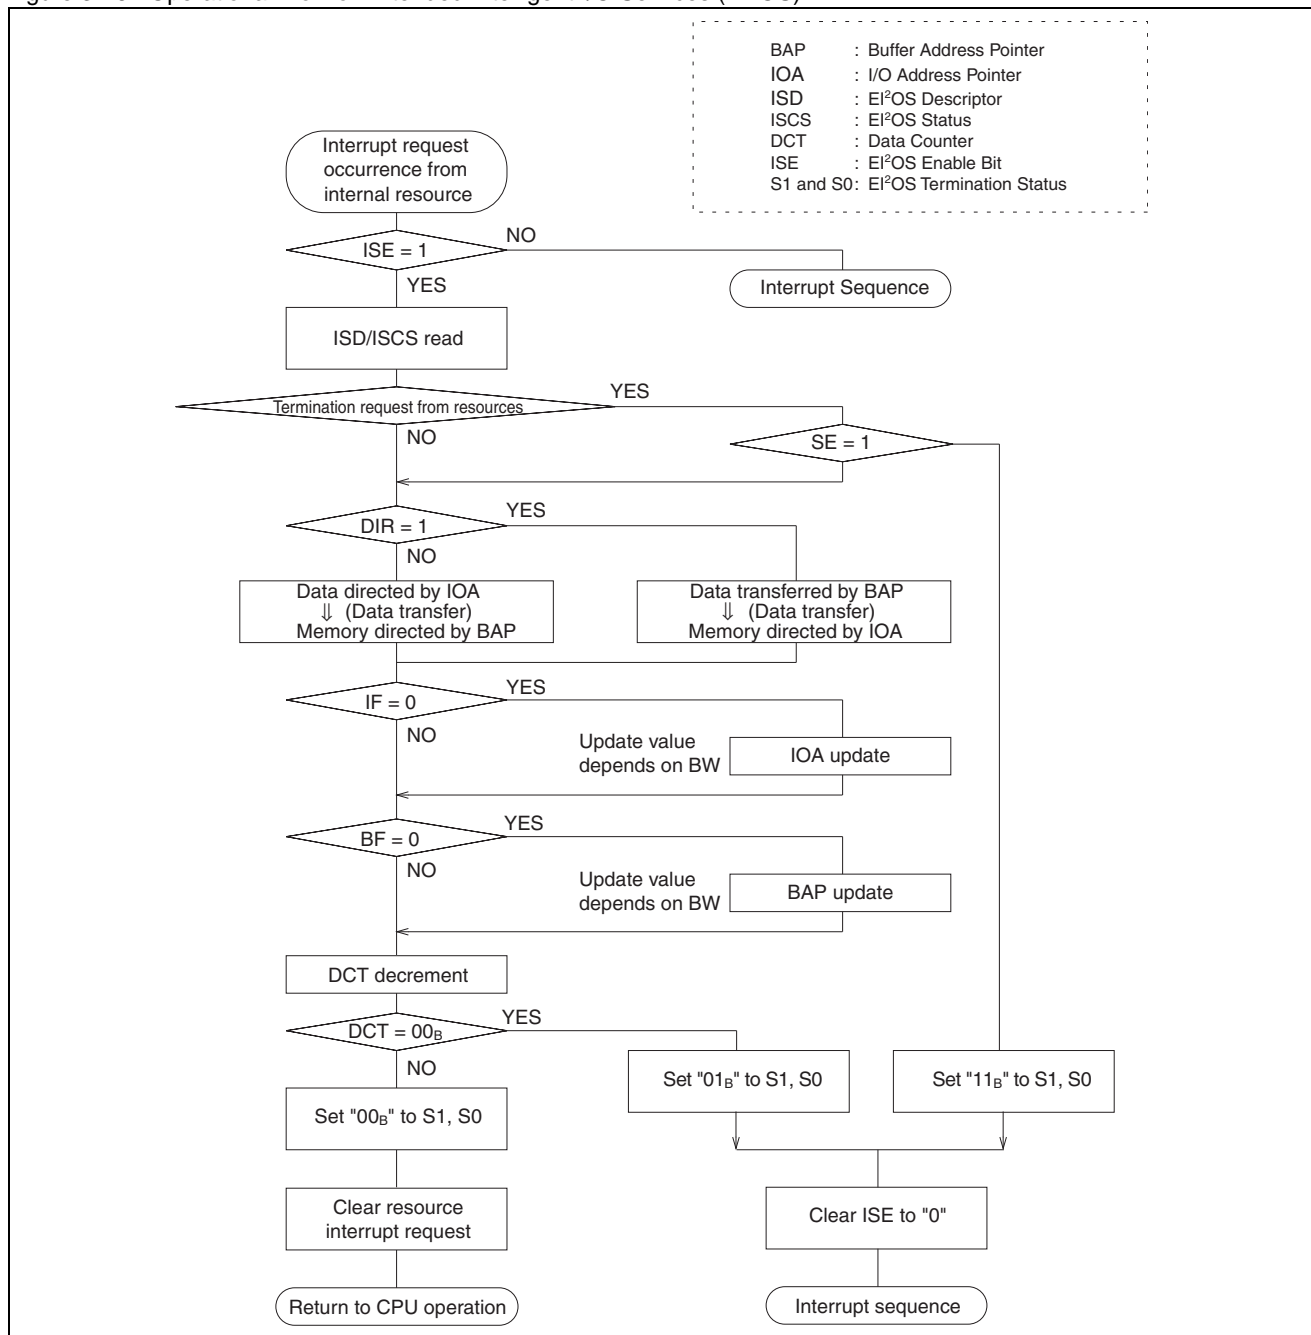 BAP : Buffer Address Pointer
IOA : I/O Address Pointer
ISD : EI²OS Descriptor
ISCS : EI²OS Status
DCT : Data Counter
ISE : EI²OS Enable Bit
S1 and S0: EI²OS Termination Status
Interrupt request
occurrence from
internal resource
ISE = 1
NO
YES
Interrupt Sequence
ISD/ISCS read
Termination request from resources
YES
NO
SE = 1
DIR = 1
YES
NO
Data directed by IOA
⇓ (Data transfer)
Memory directed by BAP
Data transferred by BAP
⇓ (Data transfer)
Memory directed by IOA
IF = 0
YES
NO
Update value
depends on BW
IOA update
BF = 0
YES
NO
Update value
depends on BW
BAP update
DCT decrement
DCT = 00B
YES
NO
Set "00B" to S1, S0
Set "01B" to S1, S0
Set "11B" to S1, S0
Clear resource
interrupt request
Clear ISE to "0"
Return to CPU operation
Interrupt sequence